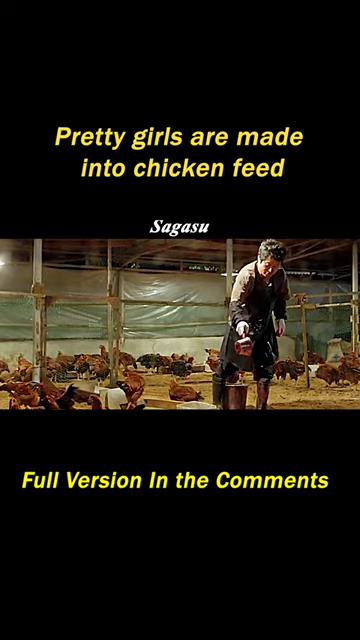 Pretty girls are made
into chicken feed
Sagasu
Full Version In the Comments